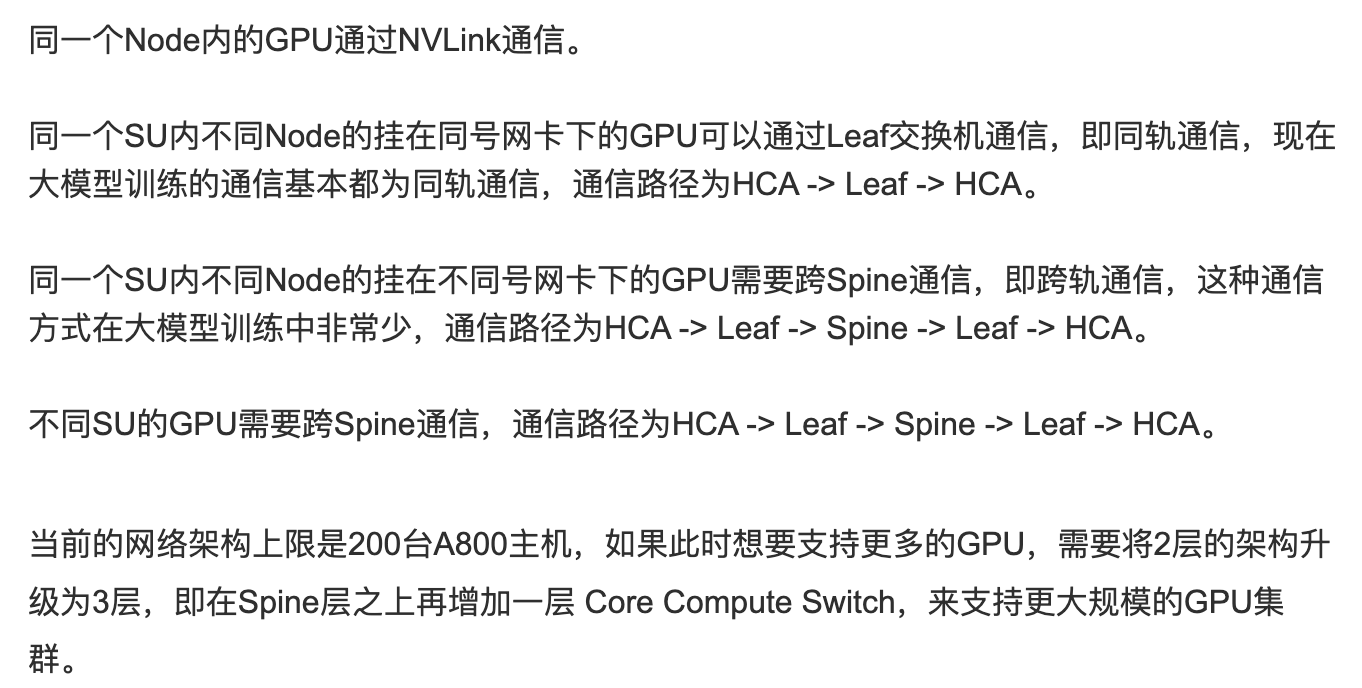 同一个Node内的GPU通过NVLink通信。
同一个SU内不同Node的挂在同号网卡下的GPU可以通过Leaf交换机通信，即同轨通信，现在
大模型训练的通信基本都为同轨通信，通信路径为HCA -> Leaf -> HCA。
同一个SU内不同Node的挂在不同号网卡下的GPU需要跨Spine通信，即跨轨通信，这种通信
方式在大模型训练中非常少，通信路径为HCA -> Leaf -> Spine -> Leaf -> HCA。
不同SU的GPU需要跨Spine通信，通信路径为HCA -> Leaf -> Spine -> Leaf -> HCA。
当前的网络架构上限是200台A800主机，如果此时想要支持更多的GPU，需要将2层的架构升
级为3层，即在Spine层之上再增加一层 Core Compute Switch，来支持更大规模的GPU集
群。